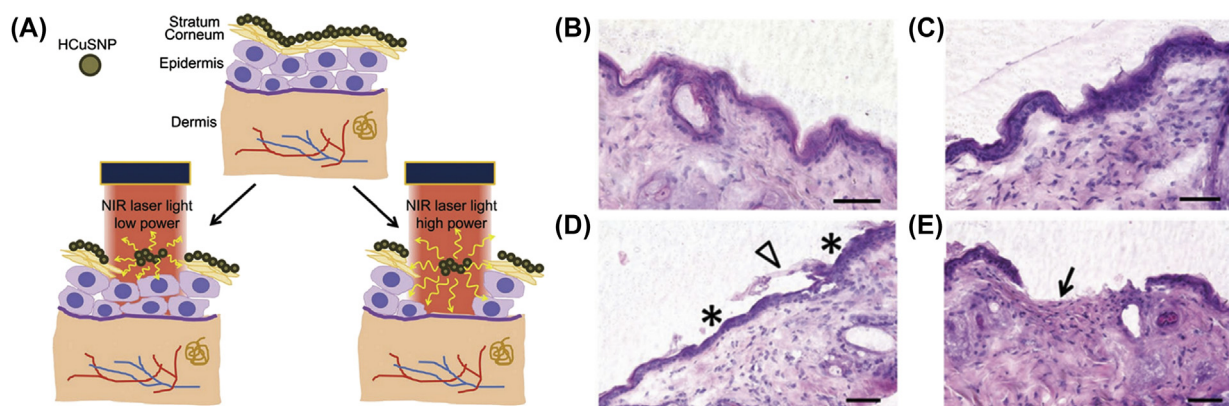 (A)
HCuSNP
Stratum
Corneum
Epidermis
Dermis
NIR laser light
low power
NIR laser light
high power
(B)
(C)
(D)
*
*
(E)